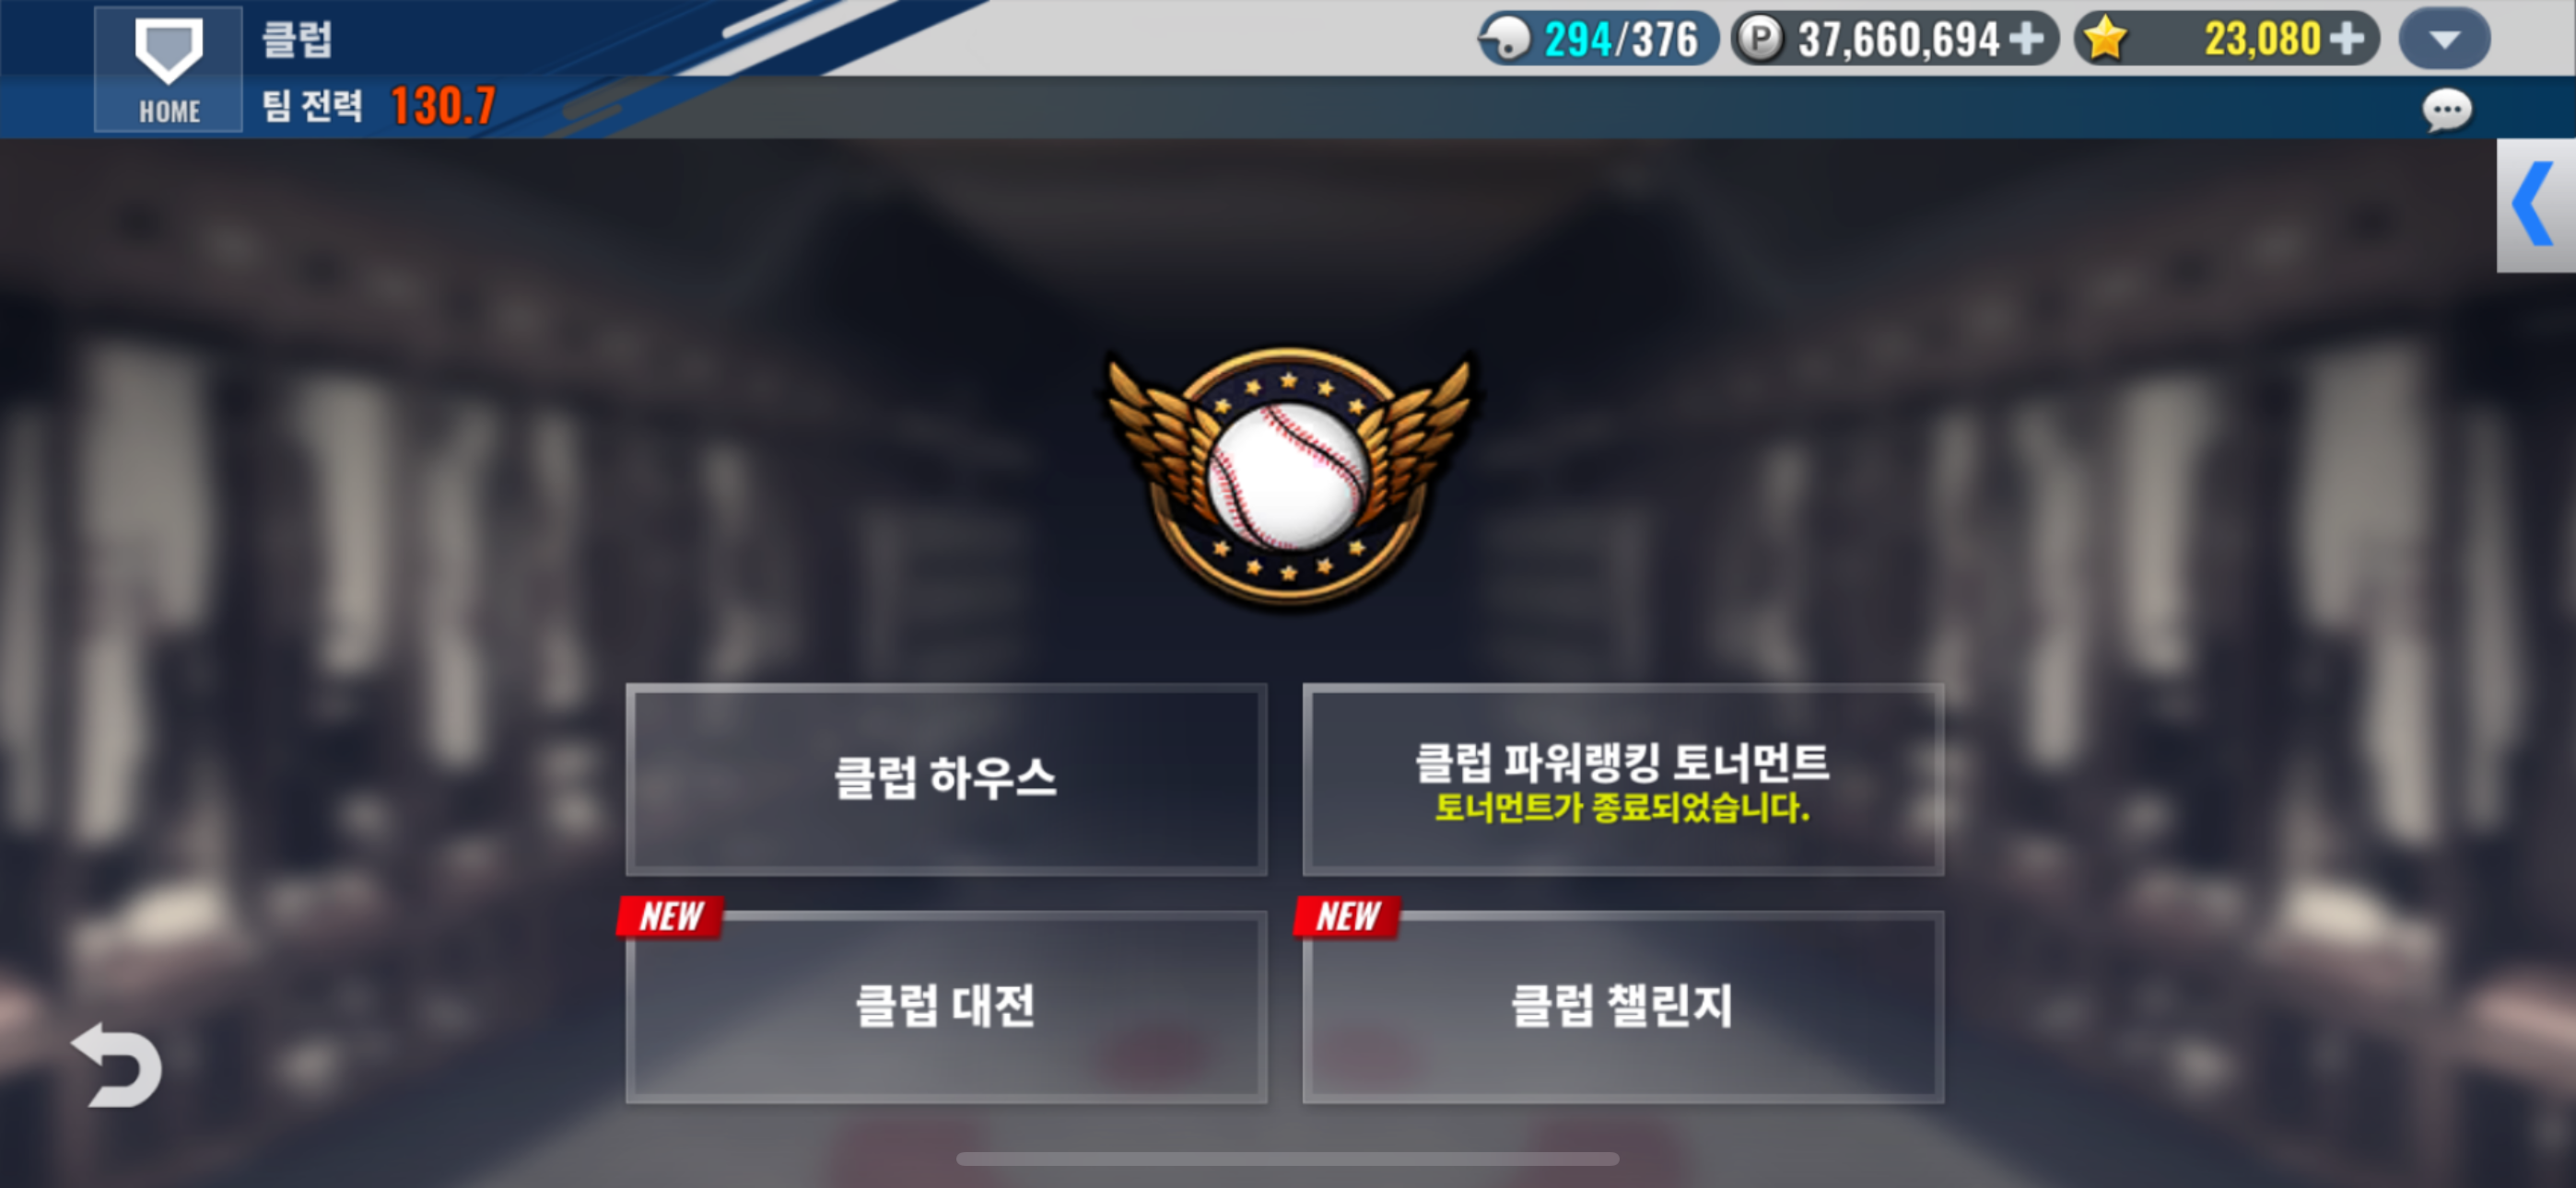 클럽
294/376
P 37,660,694
23,080
HOME
팀 전력 130.7
클럽 하우스
클럽 파워랭킹 토너먼트
토너먼트가 종료되었습니다.
NEW
클럽 대전
NEW
클럽 챌린지